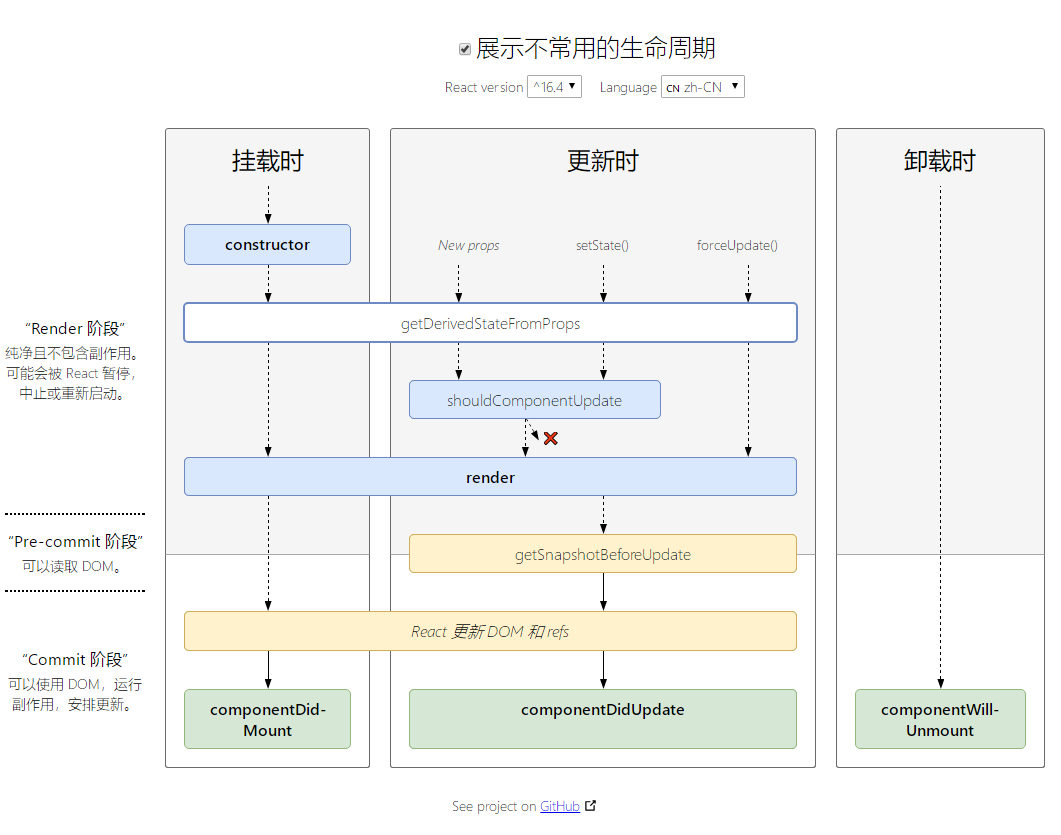 展示不常用的生命周期
React version ^16.4 Language CN zh-CN
挂载时
更新时
卸载时
constructor
New props
setState()
forceUpdate()
getDerivedStateFromProps
“Render 阶段”
纯净且不包含副作用。
可能会被 React 暂停，
中止或重新启动。
shouldComponentUpdate
render
“Pre-commit 阶段”
可以读取 DOM。
getSnapshotBeforeUpdate
React 更新 DOM 和 refs
“Commit 阶段”
可以使用 DOM，运行
副作用，安排更新。
componentDid-
Mount
componentDidUpdate
componentWill-
Unmount
See project on GitHub